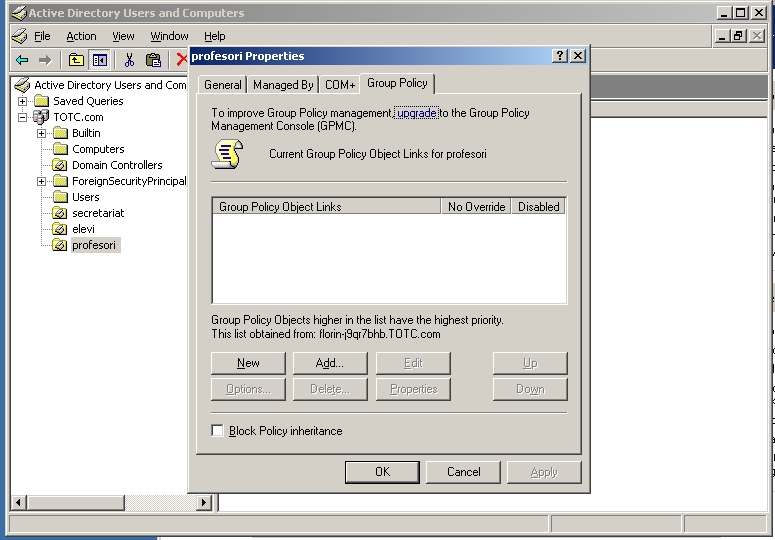 Active Directory Users and Computers
File Action View Window Help
Active Directory Users and Com
Saved Queries
TOTC.com
Builtin
Computers
Domain Controllers
ForeignSecurityPrincipal
Users
secretariat
elevi
profesori
profesori Properties
General Managed By COM+ Group Policy
To improve Group Policy management, upgrade to the Group Policy
Management Console (GPMC).
Current Group Policy Object Links for profesori
Group Policy Object Links No Override Disabled
Group Policy Objects higher in the list have the highest priority.
This list obtained from: florin-j9qr7bhb.TOTC.com
New Add... Edit Up
Options... Delete... Properties Down
Block Policy inheritance
OK Cancel Apply